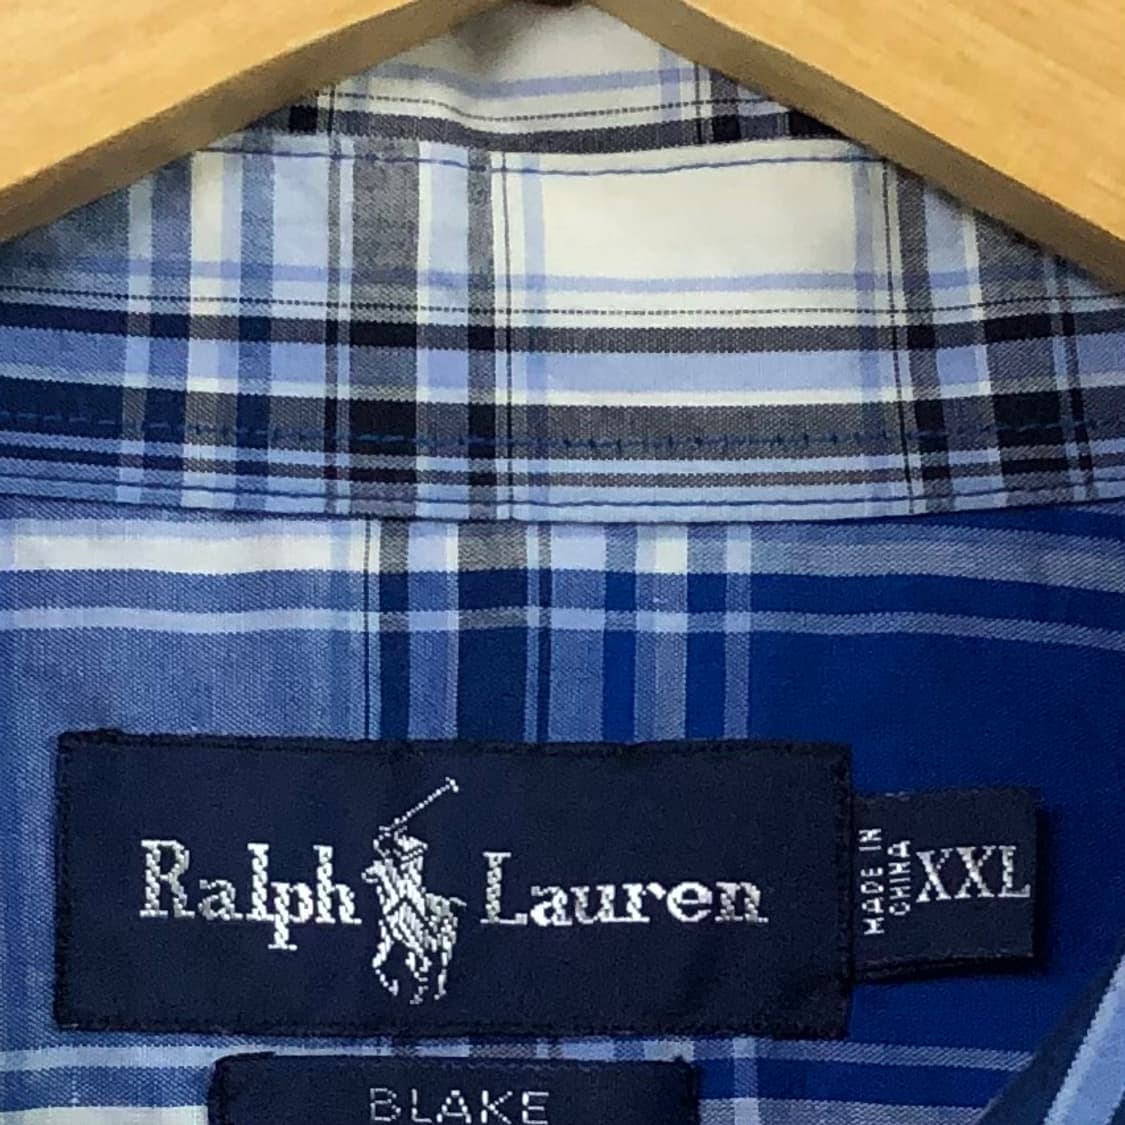 Ralph Lauren
MADE IN
CHINA
XXL
BLAKE